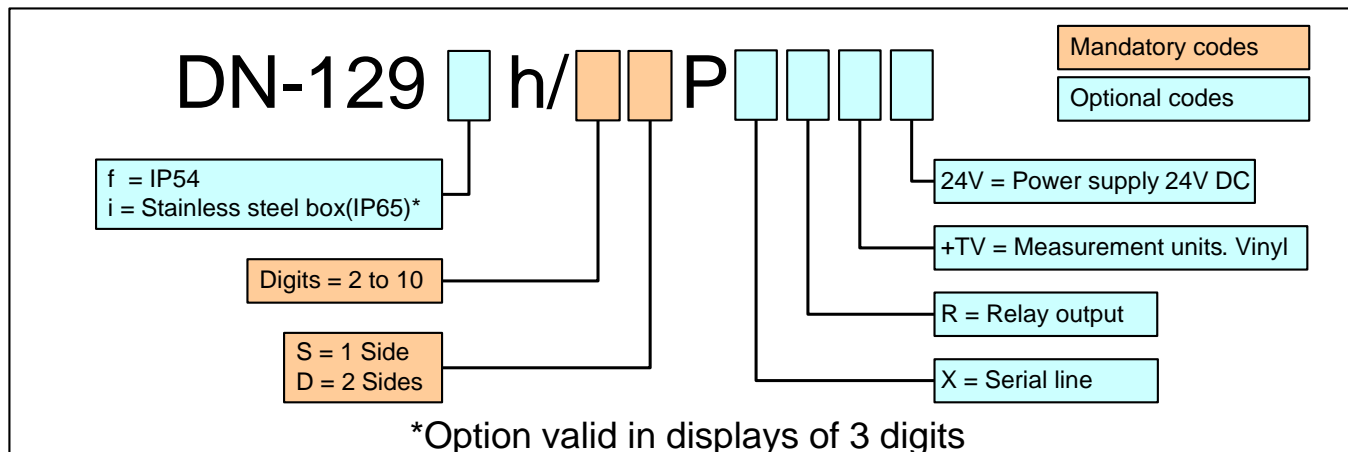 DN-129 h/ P
Mandatory codes
Optional codes
f = IP54
i = Stainless steel box(IP65)*
24V = Power supply 24V DC
+TV = Measurement units. Vinyl
Digits = 2 to 10
R = Relay output
S = 1 Side
D = 2 Sides
X = Serial line
*Option valid in displays of 3 digits